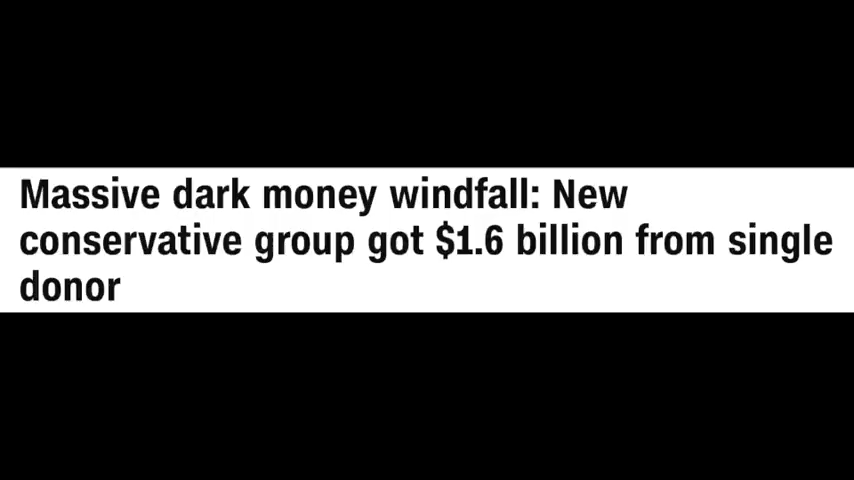 Massive dark money windfall: New
conservative group got $1.6 billion from single
donor